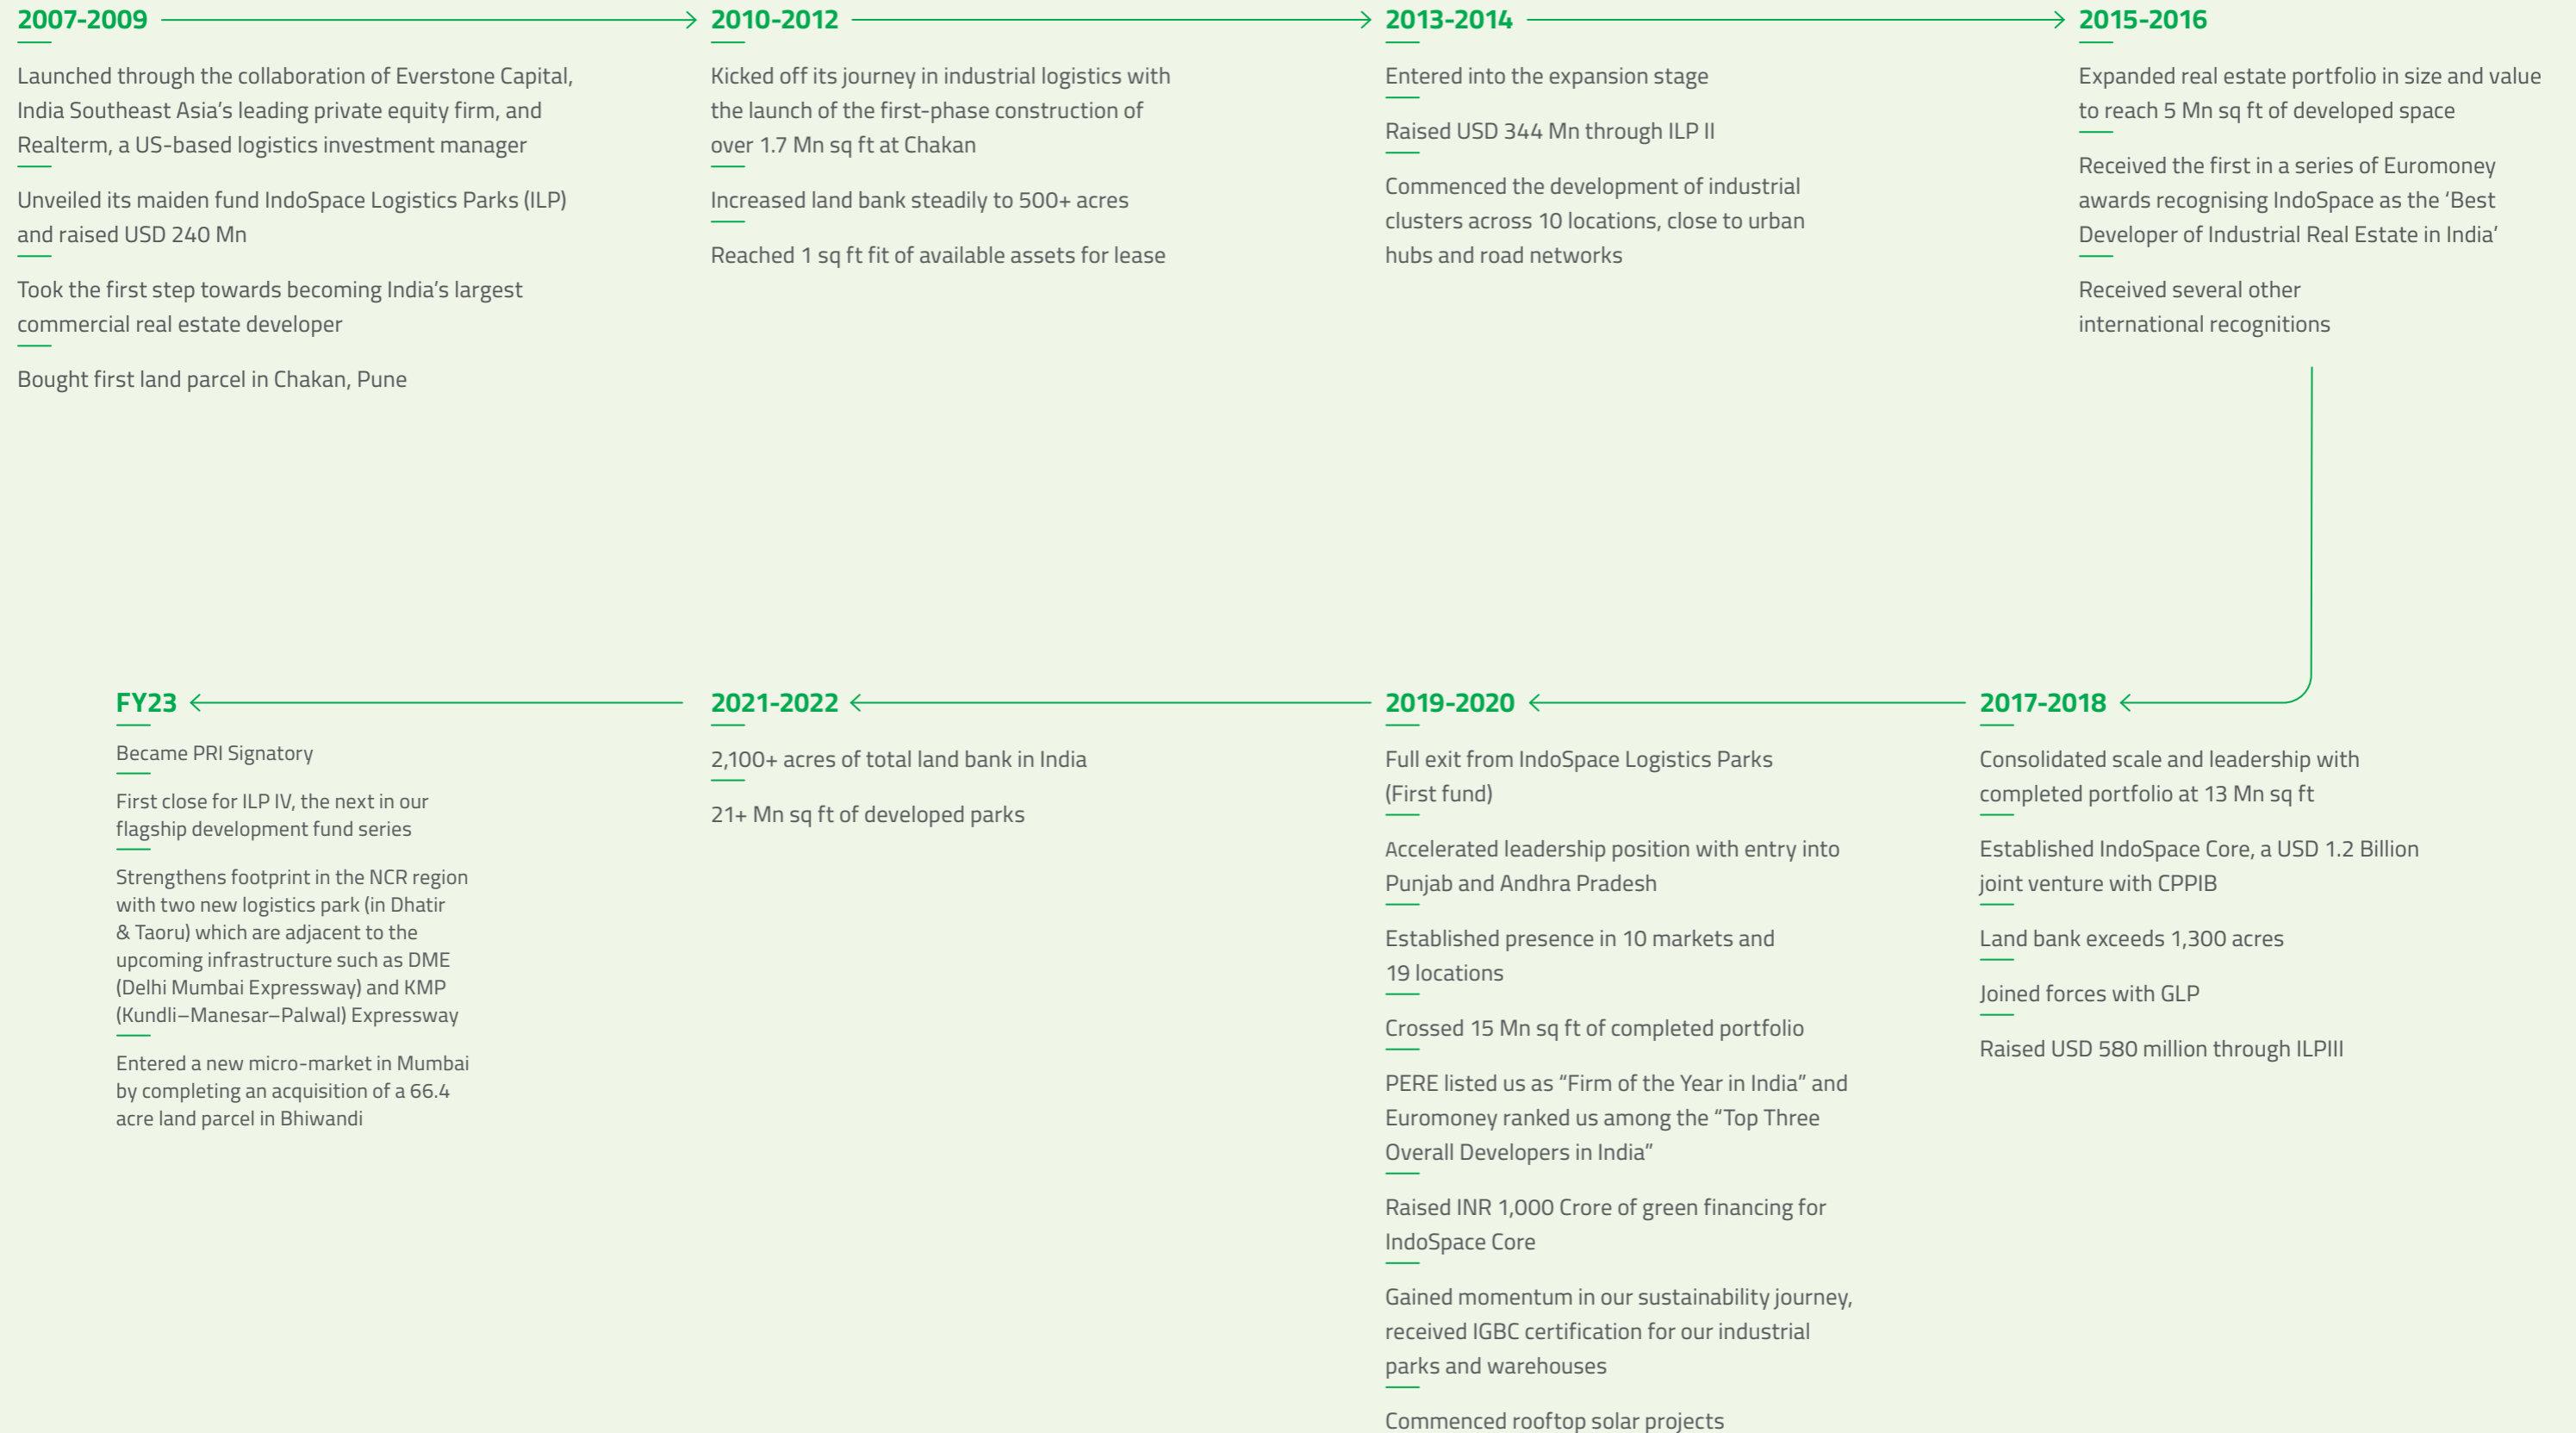 2007-2009
Launched through the collaboration of Everstone Capital,
India Southeast Asia’s leading private equity firm, and
Realterm, a US-based logistics investment manager
Unveiled its maiden fund IndoSpace Logistics Parks (ILP)
and raised USD 240 Mn
Took the first step towards becoming India’s largest
commercial real estate developer
Bought first land parcel in Chakan, Pune
2010-2012
Kicked off its journey in industrial logistics with
the launch of the first-phase construction of
over 1.7 Mn sq ft at Chakan
Increased land bank steadily to 500+ acres
Reached 1 sq ft fit of available assets for lease
2013-2014
Entered into the expansion stage
Raised USD 344 Mn through ILP II
Commenced the development of industrial
clusters across 10 locations, close to urban
hubs and road networks
2015-2016
Expanded real estate portfolio in size and value
to reach 5 Mn sq ft of developed space
Received the first in a series of Euromoney
awards recognising IndoSpace as the ‘Best
Developer of Industrial Real Estate in India’
Received several other
international recognitions
2017-2018
Consolidated scale and leadership with
completed portfolio at 13 Mn sq ft
Established IndoSpace Core, a USD 1.2 Billion
joint venture with CPPIB
Land bank exceeds 1,300 acres
Joined forces with GLP
Raised USD 580 million through ILPIII
2019-2020
Full exit from IndoSpace Logistics Parks
(First fund)
Accelerated leadership position with entry into
Punjab and Andhra Pradesh
Established presence in 10 markets and
19 locations
Crossed 15 Mn sq ft of completed portfolio
PERE listed us as “Firm of the Year in India” and
Euromoney ranked us among the “Top Three
Overall Developers in India”
Raised INR 1,000 Crore of green financing for
IndoSpace Core
Gained momentum in our sustainability journey,
received IGBC certification for our industrial
parks and warehouses
Commenced rooftop solar projects
2021-2022
2,100+ acres of total land bank in India
21+ Mn sq ft of developed parks
FY23
Became PRI Signatory
First close for ILP IV, the next in our
flagship development fund series
Strengthens footprint in the NCR region
with two new logistics park (in Dhatir
& Taoru) which are adjacent to the
upcoming infrastructure such as DME
(Delhi Mumbai Expressway) and KMP
(Kundli–Manesar–Palwal) Expressway
Entered a new micro-market in Mumbai
by completing an acquisition of a 66.4
acre land parcel in Bhiwandi